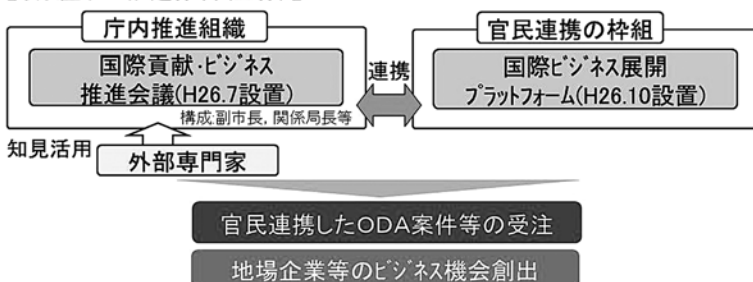 庁内推進組織
国際貢献・ビジネス
推進会議(H26.7設置)
構成:副市長,関係局長等
連携
官民連携の枠組
国際ビジネス展開
プラットフォーム(H26.10設置)
知見活用
外部専門家
官民連携したODA案件等の受注
地場企業等のビジネス機会創出